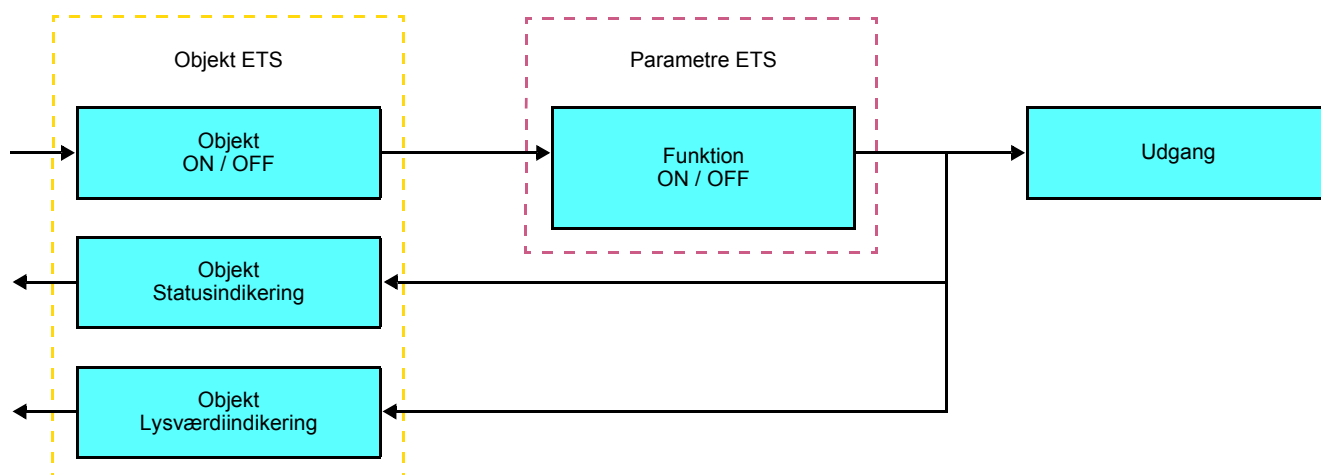 Objekt ETS
Parametre ETS
Objekt
ON / OFF
Funktion
ON / OFF
Udgang
Objekt
Statusindikering
Objekt
Lysværdiindikering